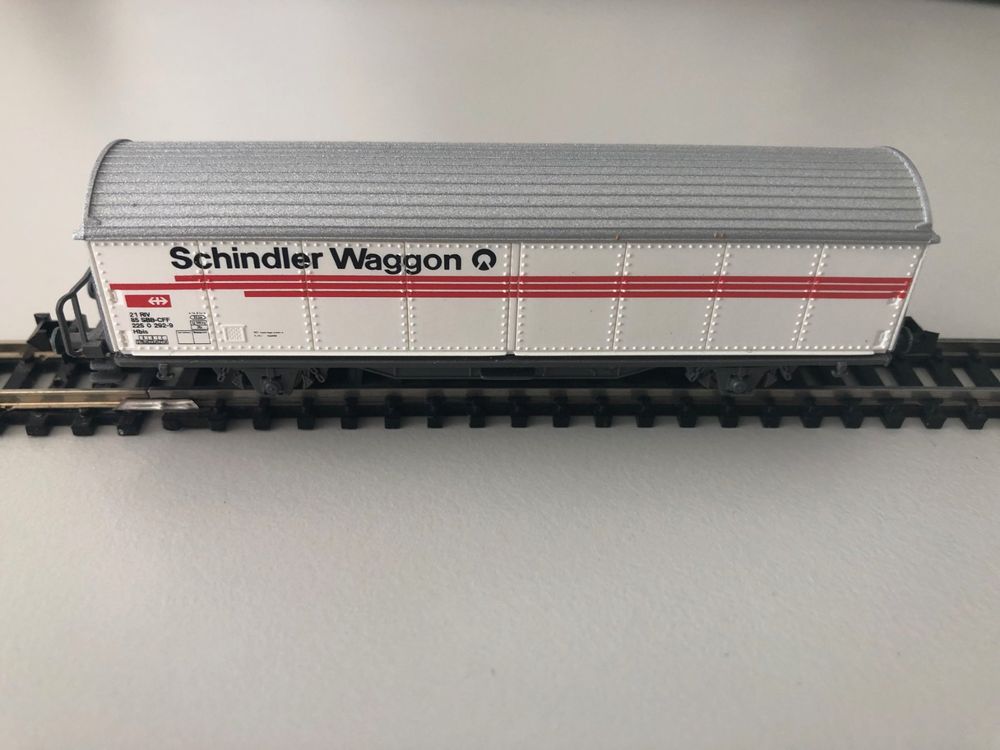 Schindler Waggon
21 RIV
85 SBB-CFF
225 0 292-9
Hbis